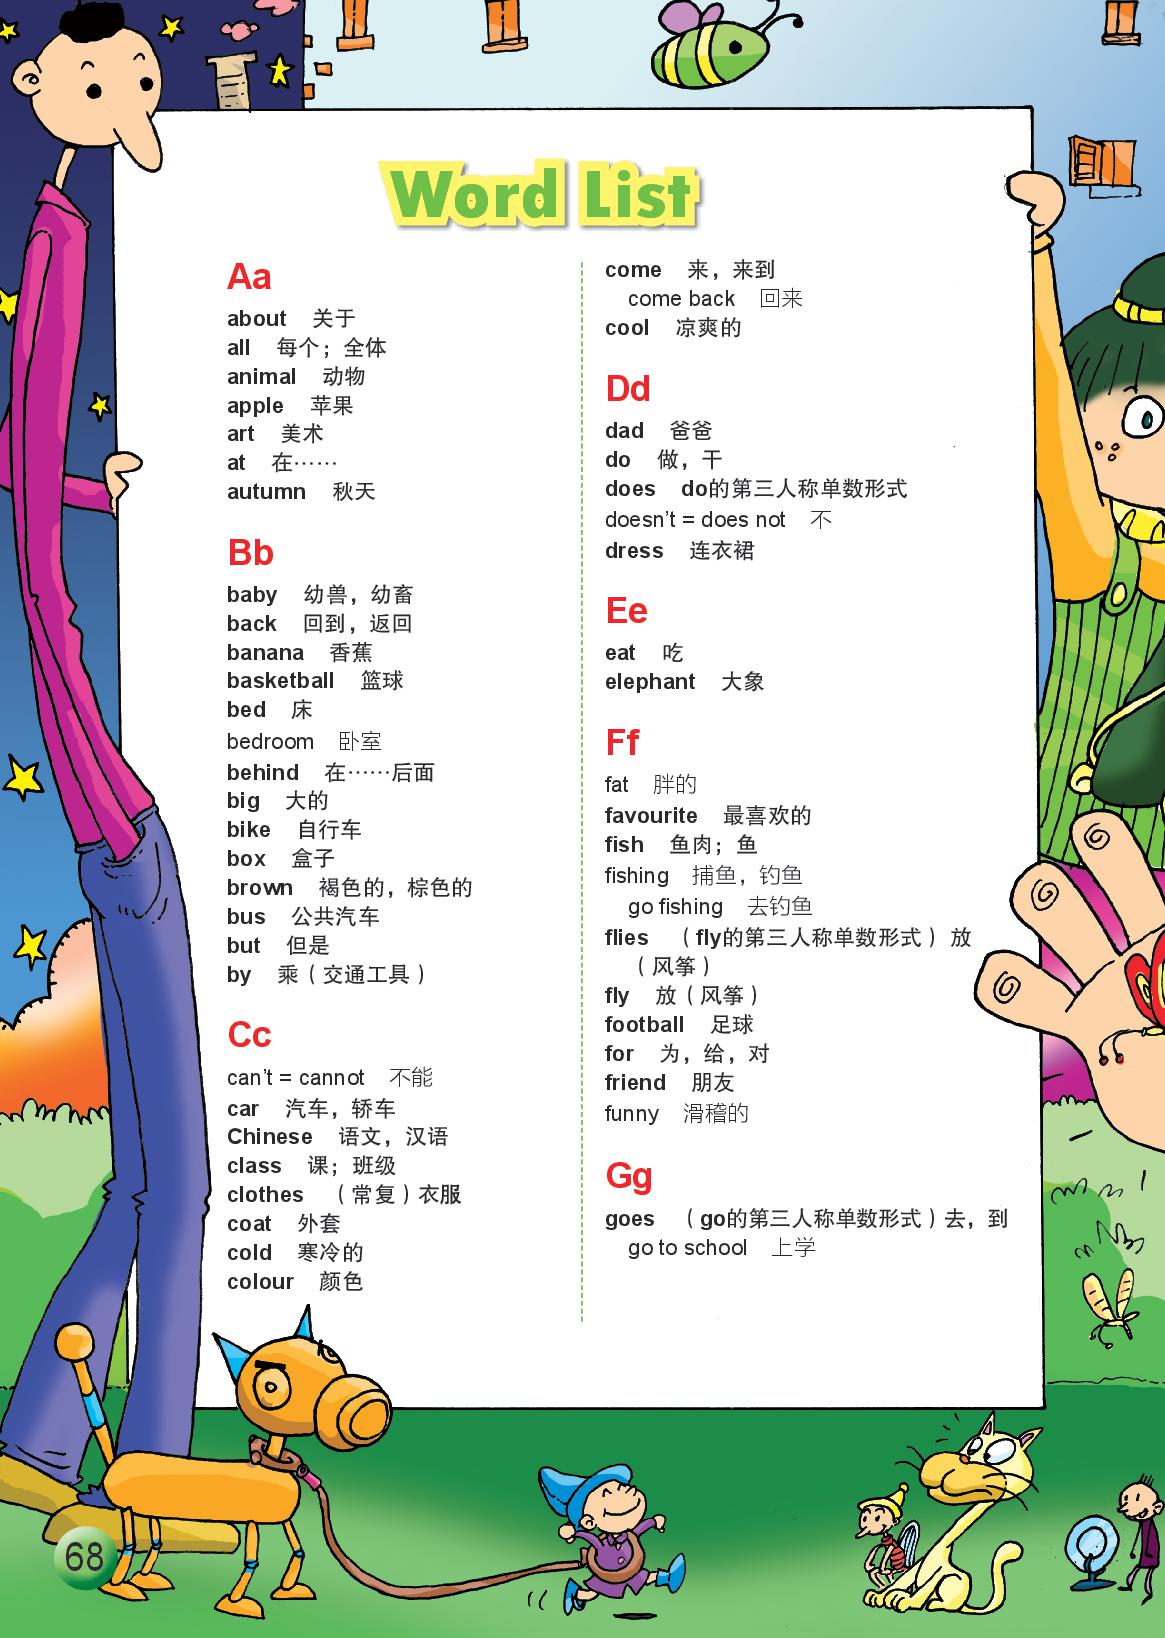 Word List
Aa
about 关于
all 每个；全体
animal 动物
apple 苹果
art 美术
at 在……
autumn 秋天
Bb
baby 幼兽，幼畜
back 回到，返回
banana 香蕉
basketball 篮球
bed 床
bedroom 卧室
behind 在……后面
big 大的
bike 自行车
box 盒子
brown 褐色的，棕色的
bus 公共汽车
but 但是
by 乘（交通工具）
Cc
can't = cannot 不能
car 汽车，轿车
Chinese 语文，汉语
class 课；班级
clothes （常复）衣服
coat 外套
cold 寒冷的
colour 颜色
come 来，来到
come back 回来
cool 凉爽的
Dd
dad 爸爸
do 做，干
does do的第三人称单数形式
doesn't = does not 不
dress 连衣裙
Ee
eat 吃
elephant 大象
Ff
fat 胖的
favourite 最喜欢的
fish 鱼肉；鱼
fishing 捕鱼，钓鱼
go fishing 去钓鱼
flies （fly的第三人称单数形式）放
（风筝）
fly 放（风筝）
football 足球
for 为，给，对
friend 朋友
funny 滑稽的
Gg
goes （go的第三人称单数形式）去，到
go to school 上学
68